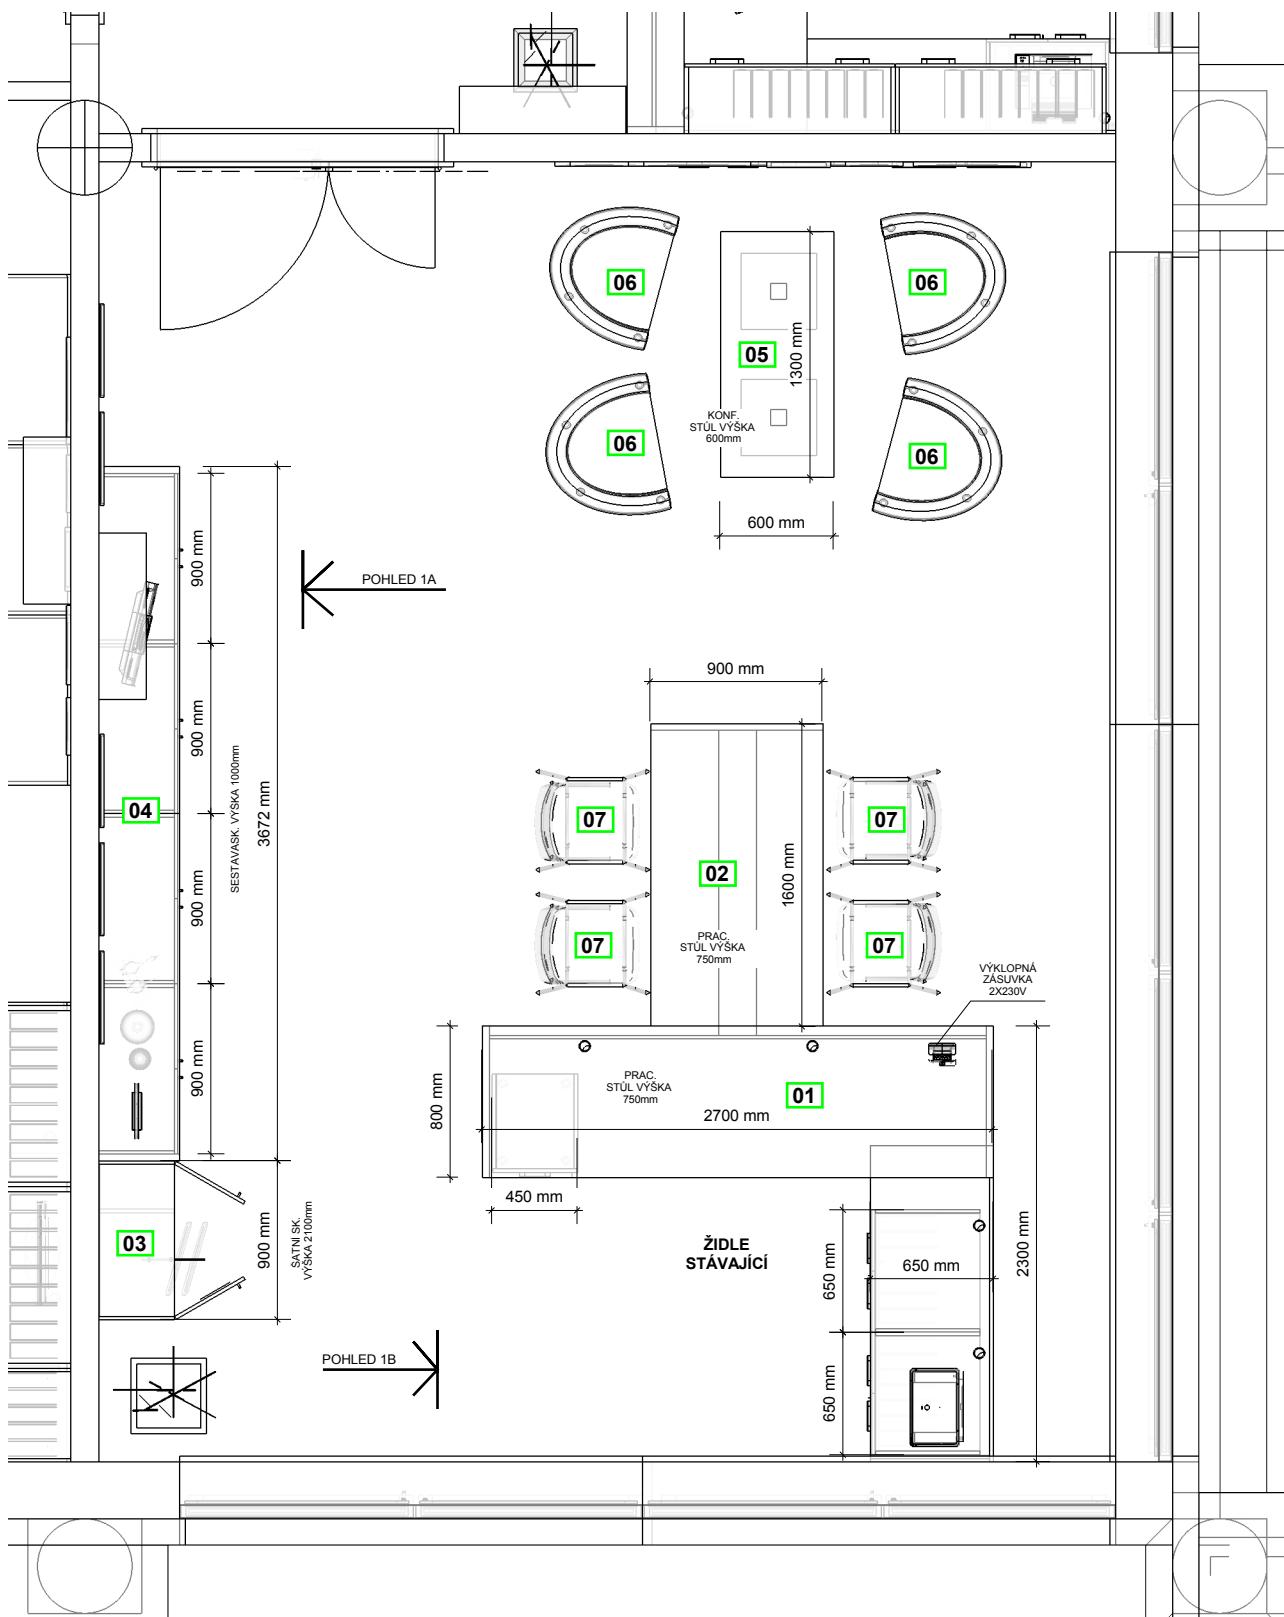 06
06
05
1300 mm
KONF.
STŮL VÝŠKA
600mm
06
06
600 mm
900 mm
POHLED 1A
900 mm
900 mm
SESTAVASK. VÝŠKA 1000mm
3672 mm
04
07
07
02
1600 mm
900 mm
07
PRAC.
STŮL VÝŠKA
750mm
07
VÝKLOPNÁ
ZÁSUVKA
2X230V
900 mm
800 mm
PRAC.
STŮL VÝŠKA
750mm
01
2700 mm
450 mm
03
900 mm
ŠATNI SK.
VÝŠKA 2100mm
ŽIDLE
STÁVAJÍCÍ
650 mm
650 mm
2300 mm
POHLED 1B
650 mm